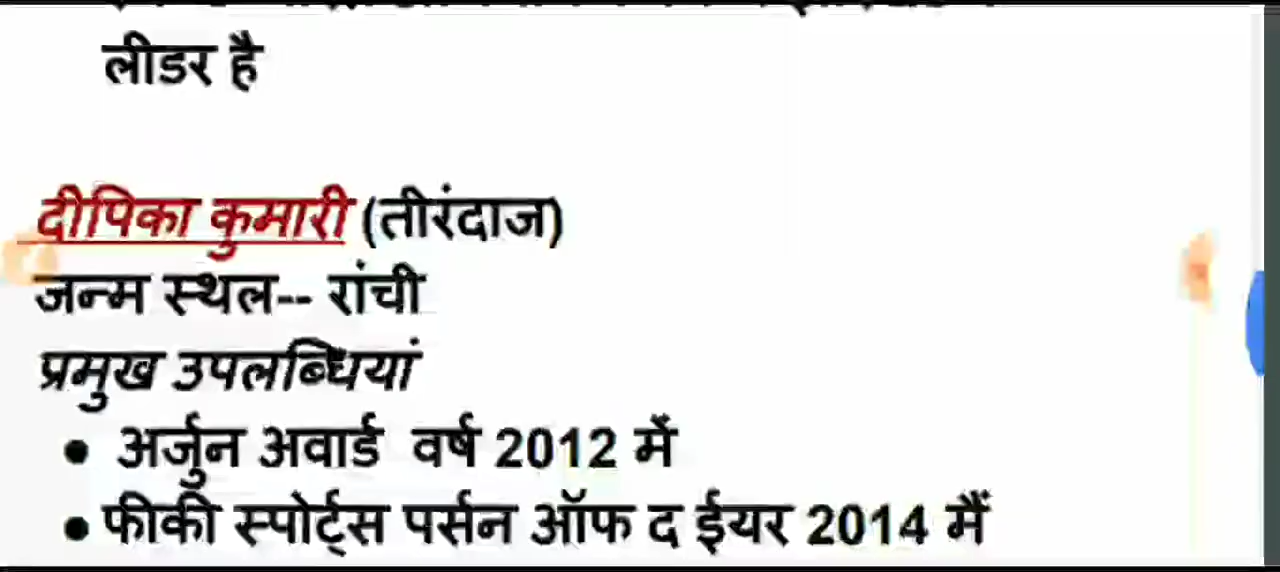 लीडर है
दीपिका कुमारी (तीरंदाज)
जन्म स्थल-- रांची
प्रमुख उपलब्धियां
• अर्जुन अवार्ड वर्ष 2012 में
• फीकी स्पोर्ट्स पर्सन ऑफ द ईयर 2014 मैं